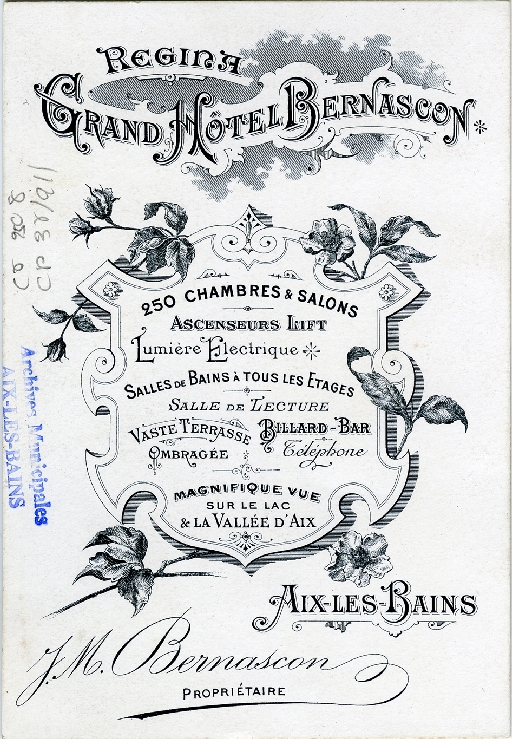 REGINA
GRAND HÔTEL BERNASCON
250 CHAMBRES & SALONS
ASCENSEURS LIFT
Lumière Electrique
SALLES DE BAINS À TOUS LES ETAGES
SALLE DE LECTURE
VASTE TERRASSE
OMBRAGÉE
BILLARD-BAR
Téléphone
MAGNIFIQUE VUE
SUR LE LAC
& LA VALLÉE D'AIX
AIX-LES-BAINS
J.M. Bernascon
PROPRIÉTAIRE
Archives Municipales
AIX-LES-BAINS